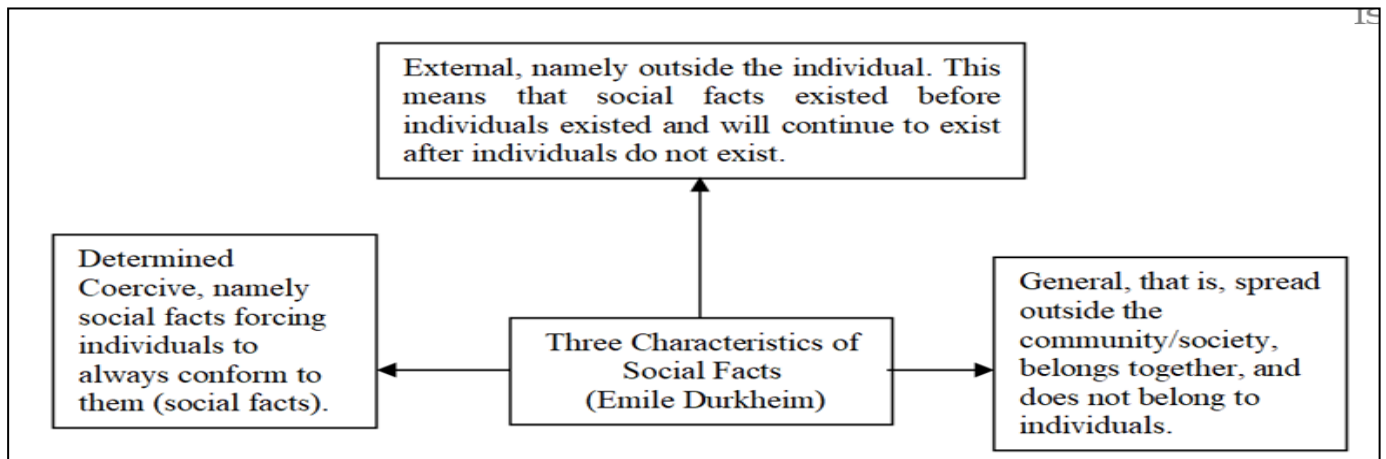 External, namely outside the individual. This
means that social facts existed before
individuals existed and will continue to exist
after individuals do not exist.
Determined
Coercive, namely
social facts forcing
individuals to
always conform to
them (social facts).
Three Characteristics of
Social Facts
(Emile Durkheim)
General, that is, spread
outside the
community/society,
belongs together, and
does not belong to
individuals.